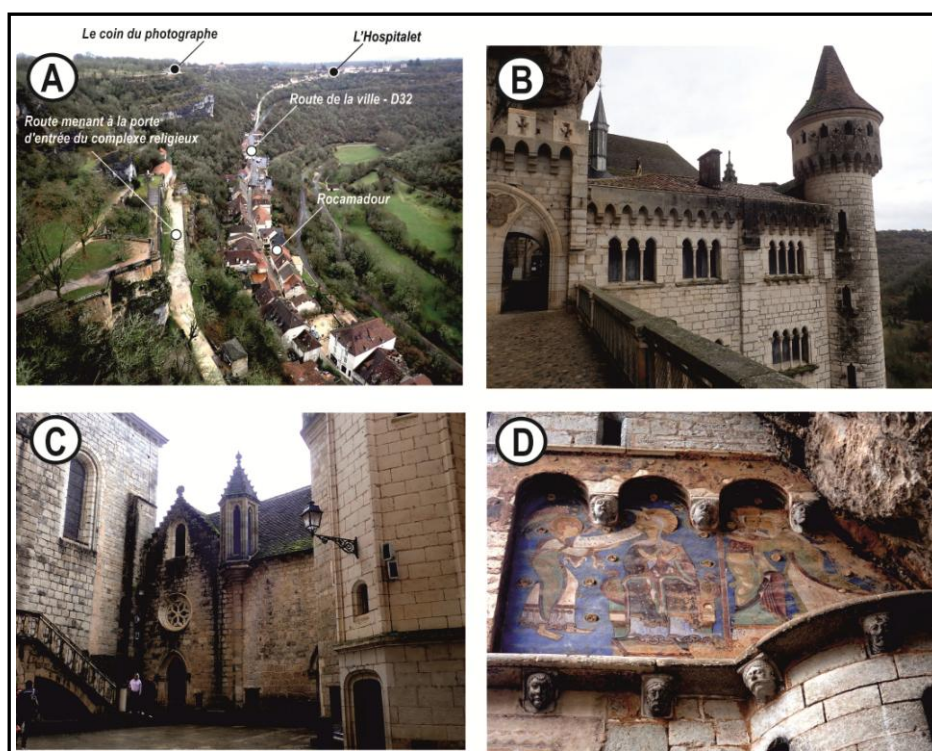 Le coin du photographe
L'Hospitalet
A
B
Route de la ville - D32
Route menant à la porte
d'entrée du complexe religieux
Rocamadour
C
D